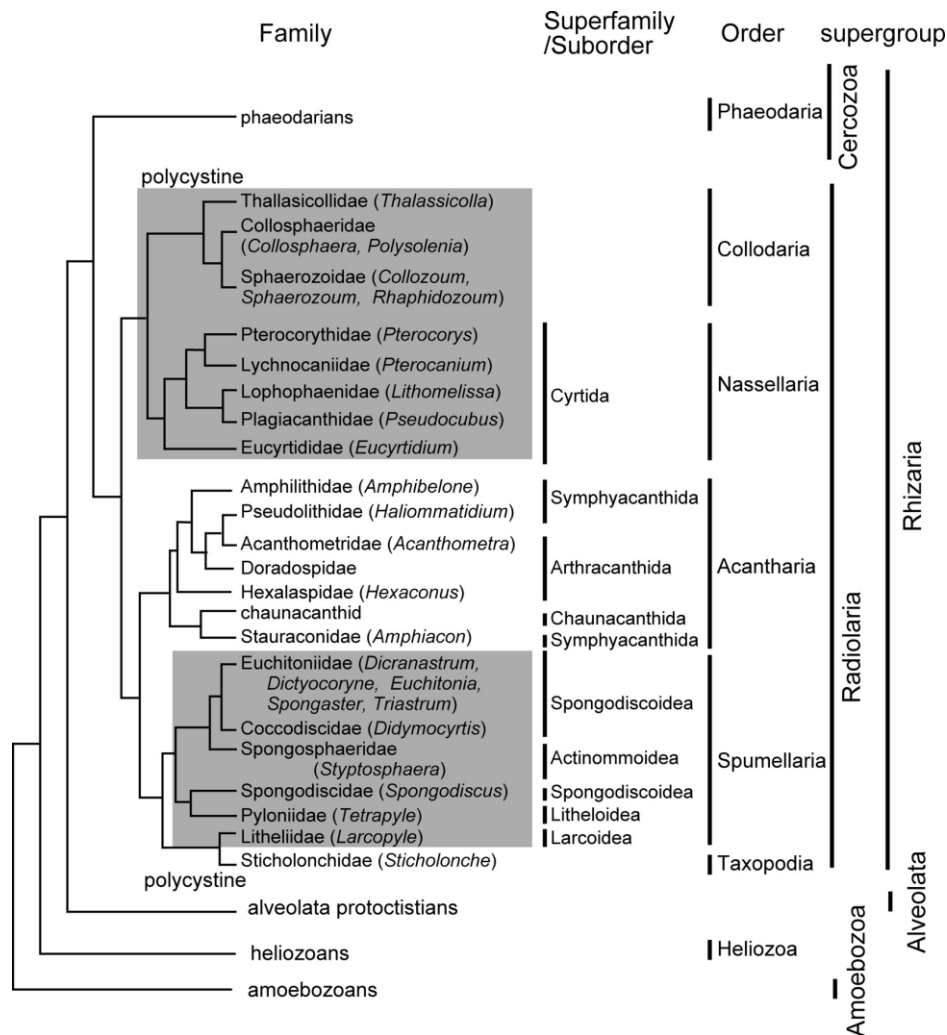 Family
Superfamily
/Suborder
Order
supergroup
phaeodarians
Phaeodaria
Cercozoa
polycystine
Thallasicollidae (Thalassicolla)
Collosphaeridae
(Collosphaera, Polysolenia)
Sphaerozoidae (Collozoum,
Sphaerozoum, Rhaphidozoum)
Collodaria
Pterocorythidae (Pterocorys)
Lychnocaniidae (Pterocanium)
Lophophaenidae (Lithomelissa)
Plagiacanthidae (Pseudocubus)
Eucyrtididae (Eucyrtidium)
Cyrtida
Nassellaria
Amphilithidae (Amphibelone)
Pseudolithidae (Haliommatidium)
Acanthometridae (Acanthometra)
Doradospidae
Hexalaspidae (Hexaconus)
chaunacanthid
Stauraconidae (Amphiacon)
Symphyacanthida
Arthracanthida
Chaunacanthida
Symphyacanthida
Acantharia
Euchitoniidae (Dicranastrum,
Dictyocoryne, Euchitonia,
Spongaster, Triastrum)
Coccodiscidae (Didymocyrtis)
Spongosphaeridae
(Styptosphaera)
Spongodiscidae (Spongodiscus)
Pyloniidae (Tetrapyle)
Litheliidae (Larcopyle)
Sticholonchidae (Sticholonche)
polycystine
Spongodiscoidea
Actinommoidea
Spongodiscoidea
Litheloidea
Larcoidea
Spumellaria
Taxopodia
Radiolaria
Rhizaria
alveolata protoctistians
Alveolata
heliozoans
Heliozoa
amoebozoans
Amoebozoa